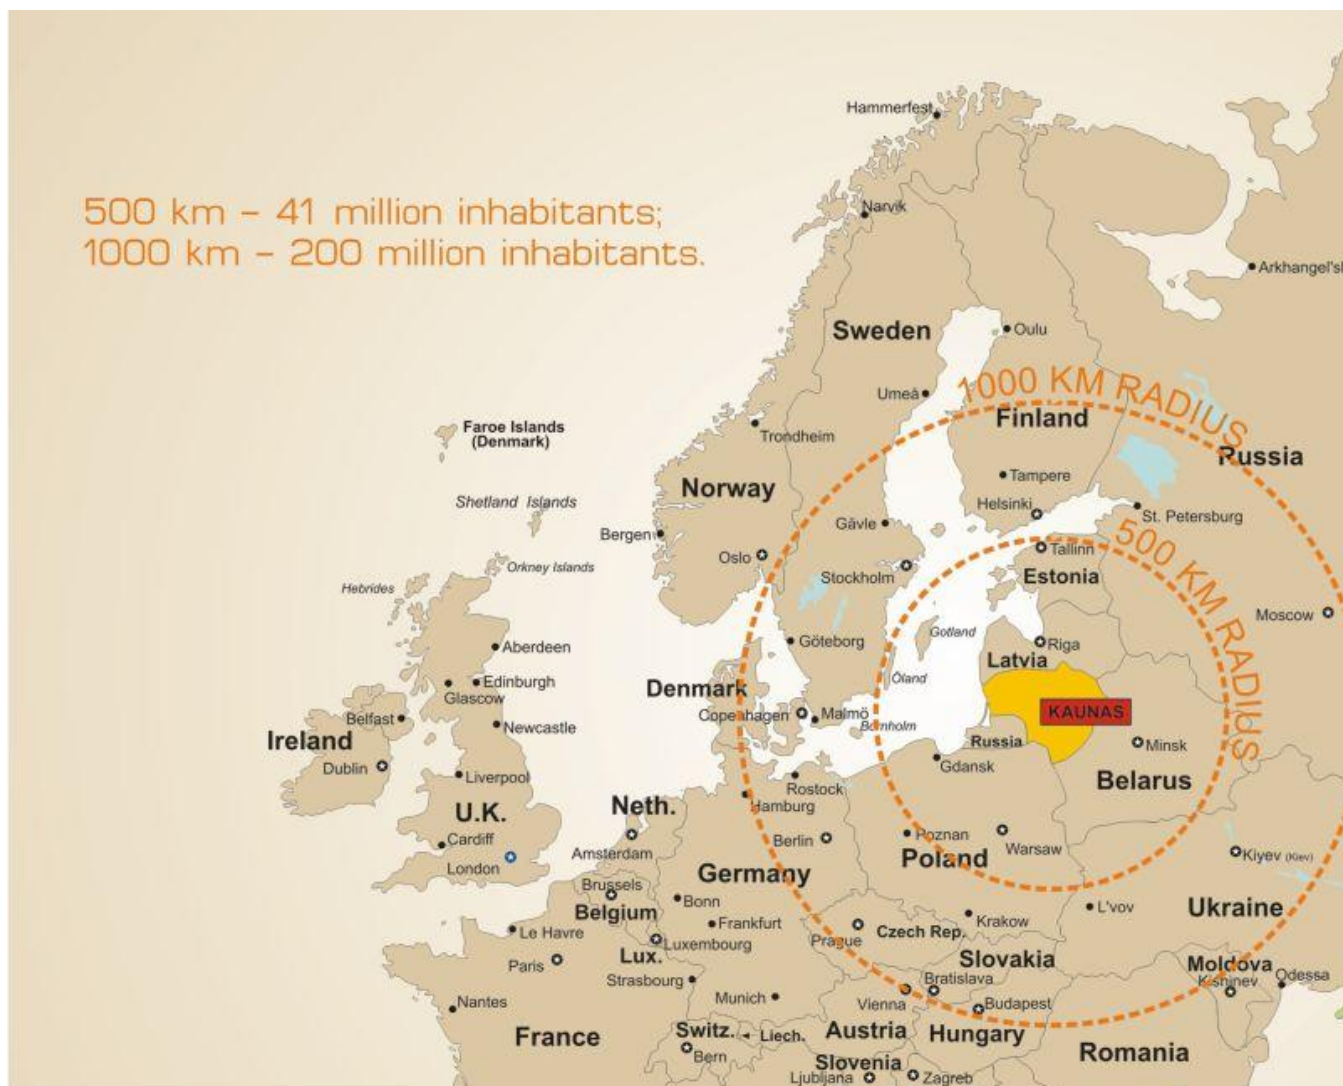 500 km – 41 million inhabitants;
1000 km – 200 million inhabitants.
Hammerfest
Narvik
Arkhangel'sk
Sweden
Oulu
1000 KM RADIUS
Umeå
Finland
Faroe Islands
(Denmark)
Trondheim
Russia
Tampere
Norway
Shetland Islands
Helsinki
St. Petersburg
Gävle
Bergen
500 KM RADIUS
Oslo
Tallinn
Orkney Islands
Stockholm
Estonia
Hebrides
Moscow
Gotland
Göteborg
Riga
Aberdeen
Latvia
Öland
Edinburgh
Denmark
Glascow
KAUNAS
Copenhagen
Malmö
Belfast
Newcastle
Bornholm
Ireland
Russia
Minsk
Dublin
Gdansk
Liverpool
Belarus
Rostock
Neth.
Hamburg
U.K.
Cardiff
Berlin
Poznan
Warsaw
Amsterdam
Poland
Kiyev (Kiev)
London
Germany
Brussels
Bonn
L'vov
Ukraine
Belgium
Krakow
Frankfurt
Le Havre
Prague
Czech Rep.
Luxembourg
Lux.
Slovakia
Paris
Moldova
Strasbourg
Bratislava
Odessa
Kishinev
Munich
Vienna
Nantes
Budapest
Switz.
Liech.
Austria
Hungary
France
Bern
Romania
Slovenia
Ljubljana
Zagreb